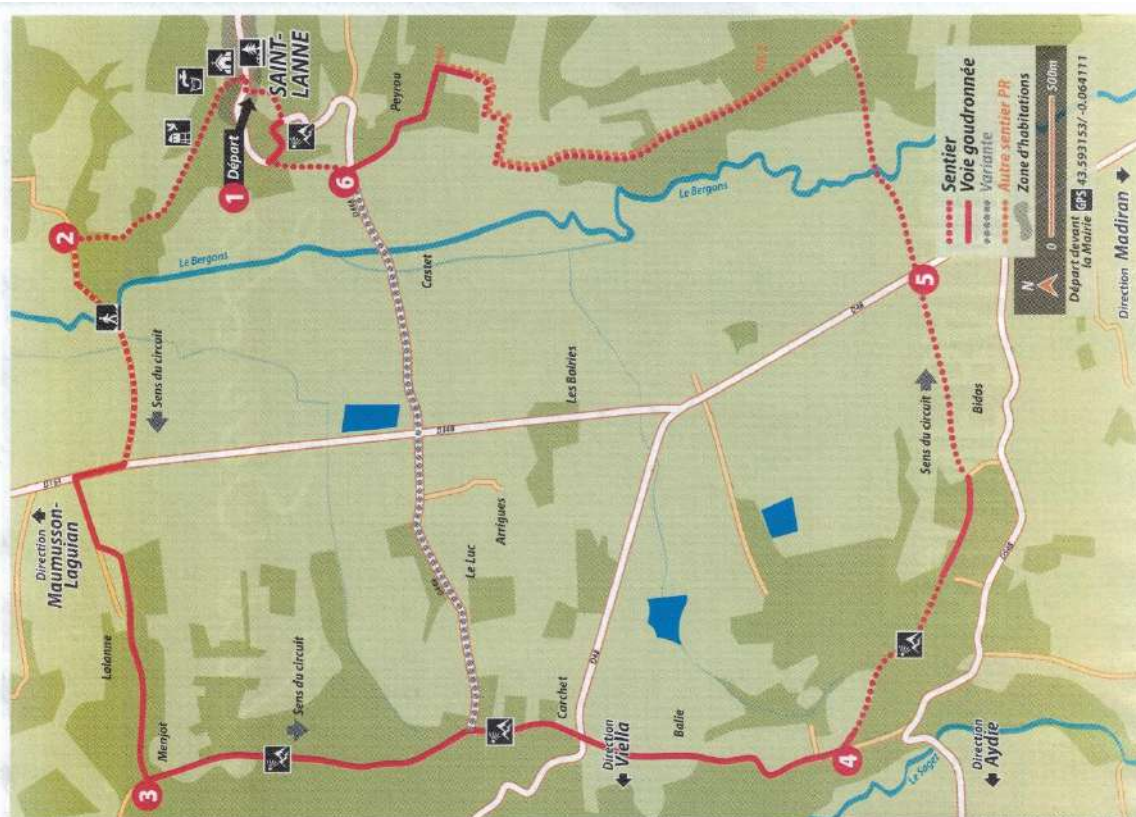 Direction
Maumusson-
Laguian
SAINT-
LANNE
Départ
1
2
3
4
5
6
Le Bergons
Sens du circuit
Lalanne
Menjot
Sens du circuit
Peyrou
Castet
Les Bairies
Le Luc
Arrigues
Carchet
D48
Direction
Viella
Balie
Le Bergons
D48
Sens du circuit
Bidos
Direction
Aydie
Le Saget
Sentier
Voie goudronnée
Variante
Autre sentier PR
Zone d'habitations
N
0 500m
Départ devant
la Mairie
GPS 43.593153/-0.064111
Direction Madiran